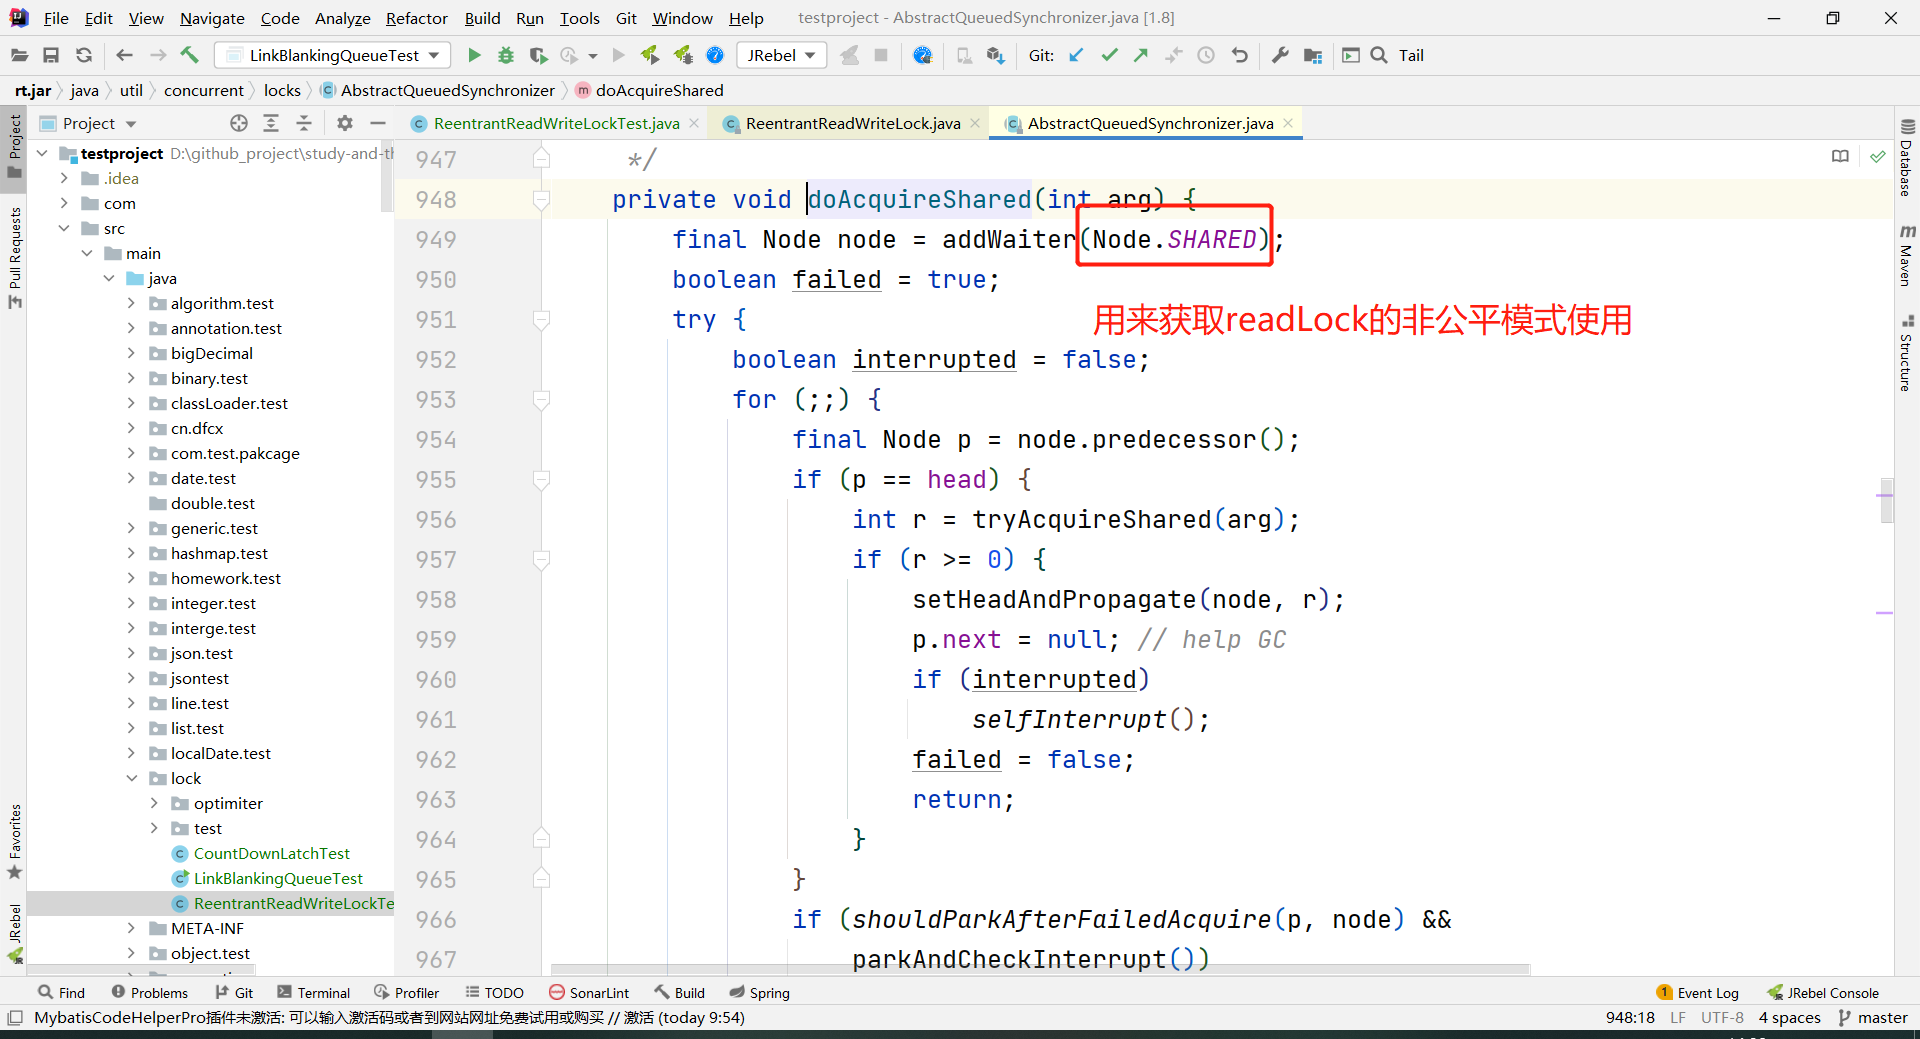 File Edit View Navigate Code Analyze Refactor Build Run Tools Git Window Help testproject - AbstractQueuedSynchronizer.java [1.8]
LinkBlankingQueueTest JRebel Git: Tail
rt.jar java util concurrent locks AbstractQueuedSynchronizer doAcquireShared
Project ReentrantReadWriteLockTest.java ReentrantReadWriteLock.java AbstractQueuedSynchronizer.java
Project
Pull Requests
Favorites
JRebel
testproject D:\github_project\study-and-th
.idea
com
src
main
java
algorithm.test
annotation.test
bigDecimal
binary.test
classLoader.test
cn.dfcx
com.test.pakcage
date.test
double.test
generic.test
hashmap.test
homework.test
integer.test
interge.test
json.test
jsontest
line.test
list.test
localDate.test
lock
optimiter
test
CountDownLatchTest
LinkBlankingQueueTest
ReentrantReadWriteLockTe
META-INF
object.test
947 */
948 private void doAcquireShared(int arg) {
949 final Node node = addWaiter(Node.SHARED);
950 boolean failed = true;
951 try {
用来获取readLock的非公平模式使用
952 boolean interrupted = false;
953 for (;;) {
954 final Node p = node.predecessor();
955 if (p == head) {
956 int r = tryAcquireShared(arg);
957 if (r >= 0) {
958 setHeadAndPropagate(node, r);
959 p.next = null; // help GC
960 if (interrupted)
961 selfInterrupt();
962 failed = false;
963 return;
964 }
965 }
966 if (shouldParkAfterFailedAcquire(p, node) &&
967 parkAndCheckInterrupt())
Database
Maven
Structure
Find Problems Git Terminal Profiler TODO SonarLint Build Spring 1 Event Log JRebel Console
MybatisCodeHelperPro插件未激活: 可以输入激活码或者到网站网址免费试用或购买 // 激活 (today 9:54) 948:18 LF UTF-8 4 spaces master